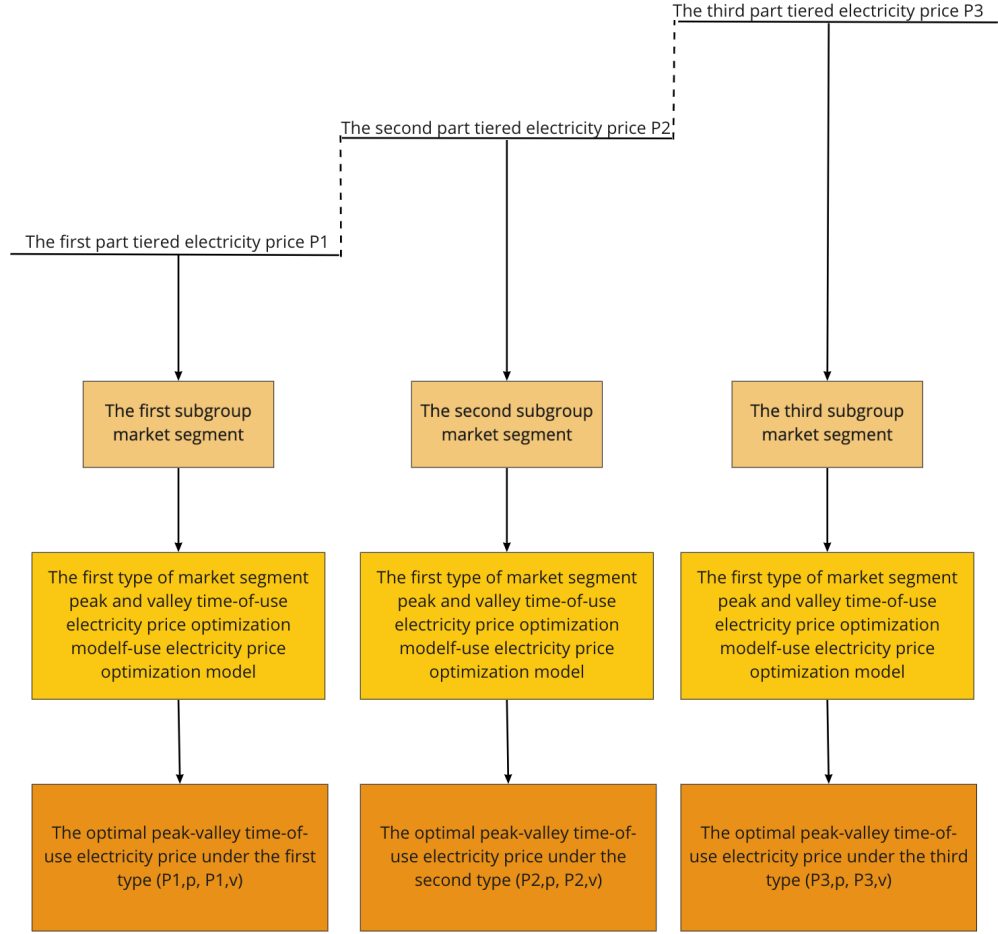 The third part tiered electricity price P3
The second part tiered electricity price P2
The first part tiered electricity price P1
The first subgroup
market segment
The second subgroup
market segment
The third subgroup
market segment
The first type of market segment
peak and valley time-of-use
electricity price optimization
modelf-use electricity price
optimization model
The first type of market segment
peak and valley time-of-use
electricity price optimization
modelf-use electricity price
optimization model
The first type of market segment
peak and valley time-of-use
electricity price optimization
modelf-use electricity price
optimization model
The optimal peak-valley time-of-
use electricity price under the first
type (P1,p, P1,v)
The optimal peak-valley time-of-
use electricity price under the
second type (P2,p, P2,v)
The optimal peak-valley time-of-
use electricity price under the third
type (P3,p, P3,v)